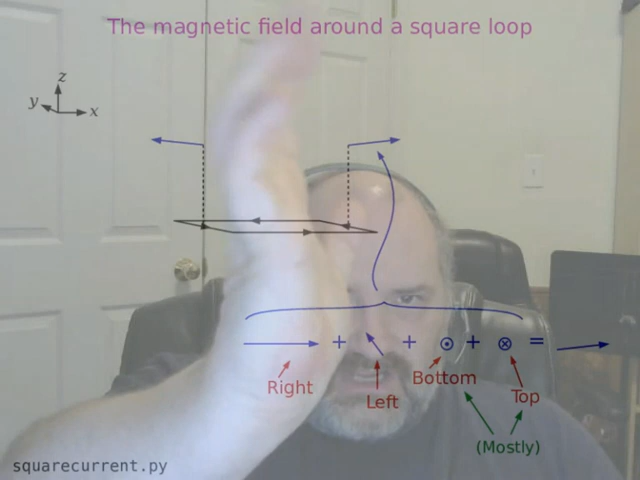 The magnetic field around a square loop
z
y
x
+ + ⊙ + ⊗ =
Right
Left
Bottom
Top
(Mostly)
squarecurrent.py